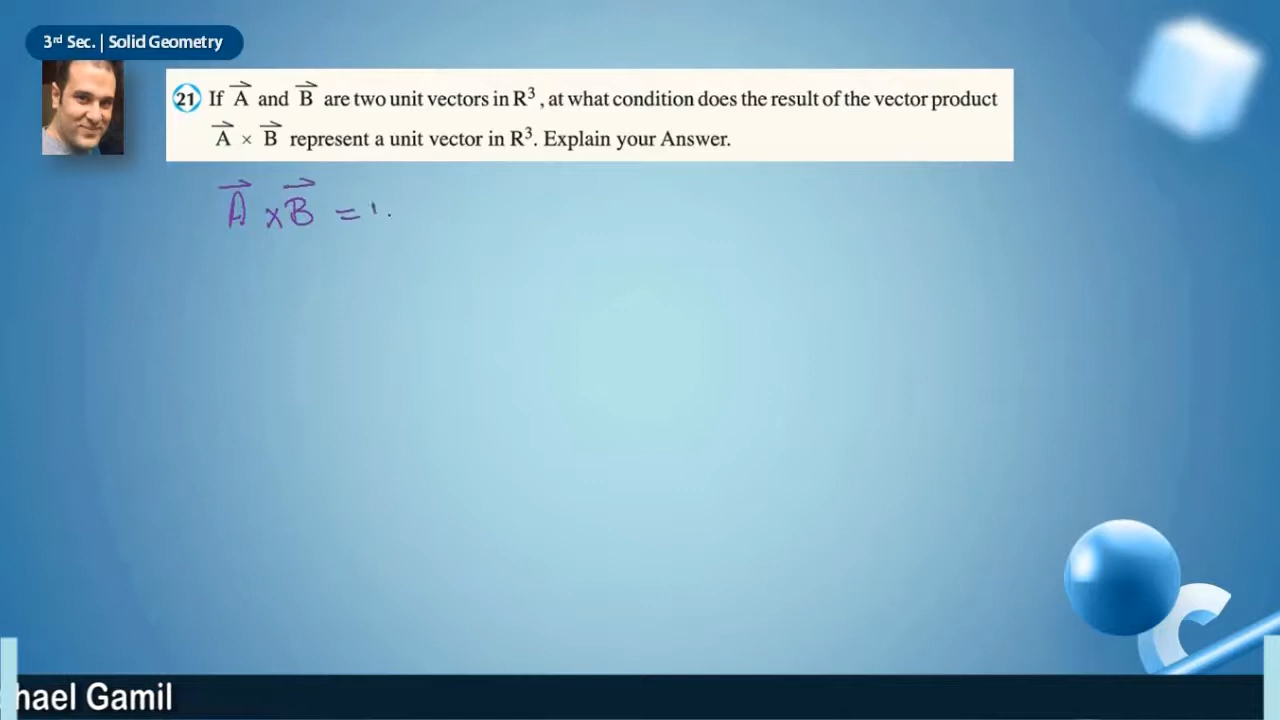 3rd Sec. | Solid Geometry
21 If A⃗ and B⃗ are two unit vectors in R³ , at what condition does the result of the vector product
A⃗ × B⃗ represent a unit vector in R³. Explain your Answer.
A⃗ × B⃗ =
hael Gamil